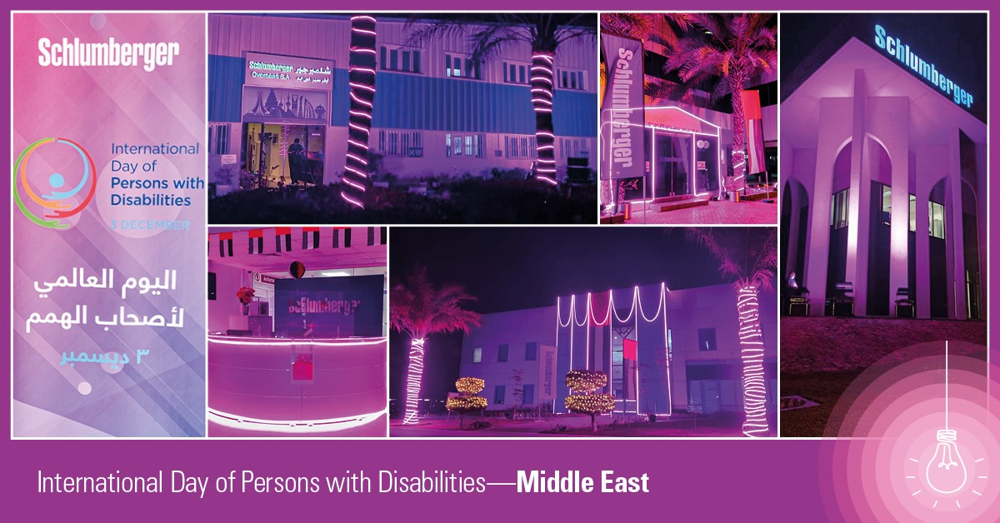 Schlumberger
International
Day of
Persons with
Disabilities
3 DECEMBER
اليوم العالمي
لأصحاب الهمم
٣ ديسمبر
Schlumberger شلمبرجير
Overseas S.A
Schlumberger
Schlumberger
Schlumberger
Schlumberger
International Day of Persons with Disabilities—Middle East